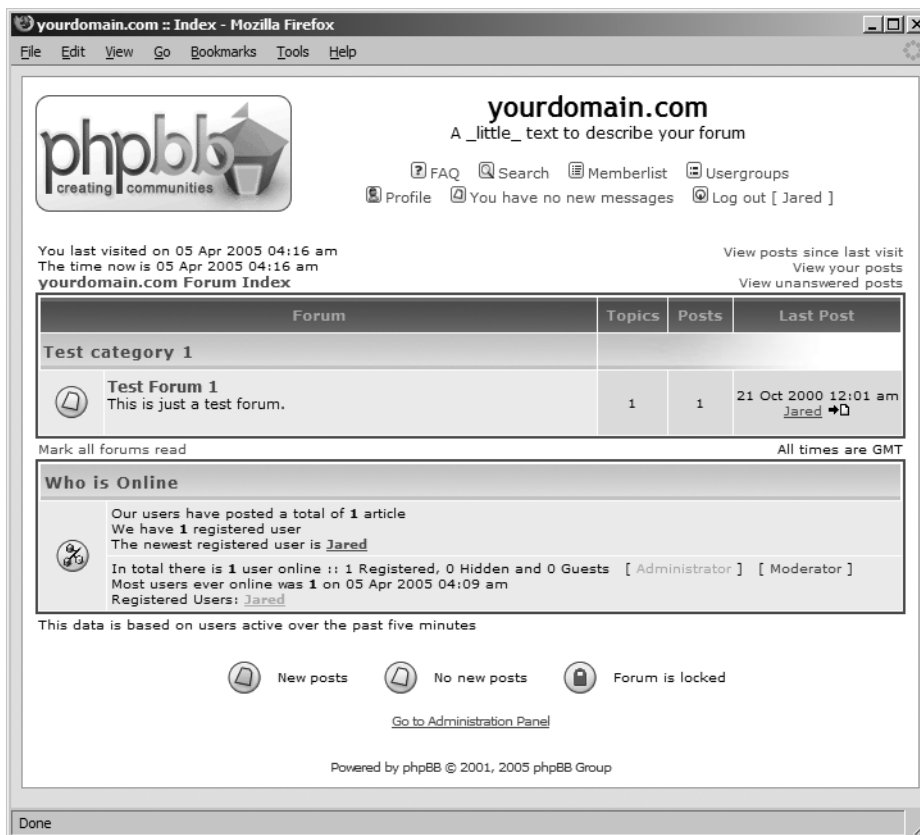 yourdomain.com :: Index - Mozilla Firefox
File Edit View Go Bookmarks Tools Help
phpbb
creating communities
yourdomain.com
A _little_ text to describe your forum
FAQ Search Memberlist Usergroups
Profile You have no new messages Log out [ Jared ]
You last visited on 05 Apr 2005 04:16 am
The time now is 05 Apr 2005 04:16 am
yourdomain.com Forum Index
View posts since last visit
View your posts
View unanswered posts
Forum Topics Posts Last Post
Test category 1
Test Forum 1
This is just a test forum.
1 1
21 Oct 2000 12:01 am
Jared
Mark all forums read All times are GMT
Who is Online
Our users have posted a total of 1 article
We have 1 registered user
The newest registered user is Jared
In total there is 1 user online :: 1 Registered, 0 Hidden and 0 Guests [ Administrator ] [ Moderator ]
Most users ever online was 1 on 05 Apr 2005 04:09 am
Registered Users: Jared
This data is based on users active over the past five minutes
New posts No new posts Forum is locked
Go to Administration Panel
Powered by phpBB © 2001, 2005 phpBB Group
Done